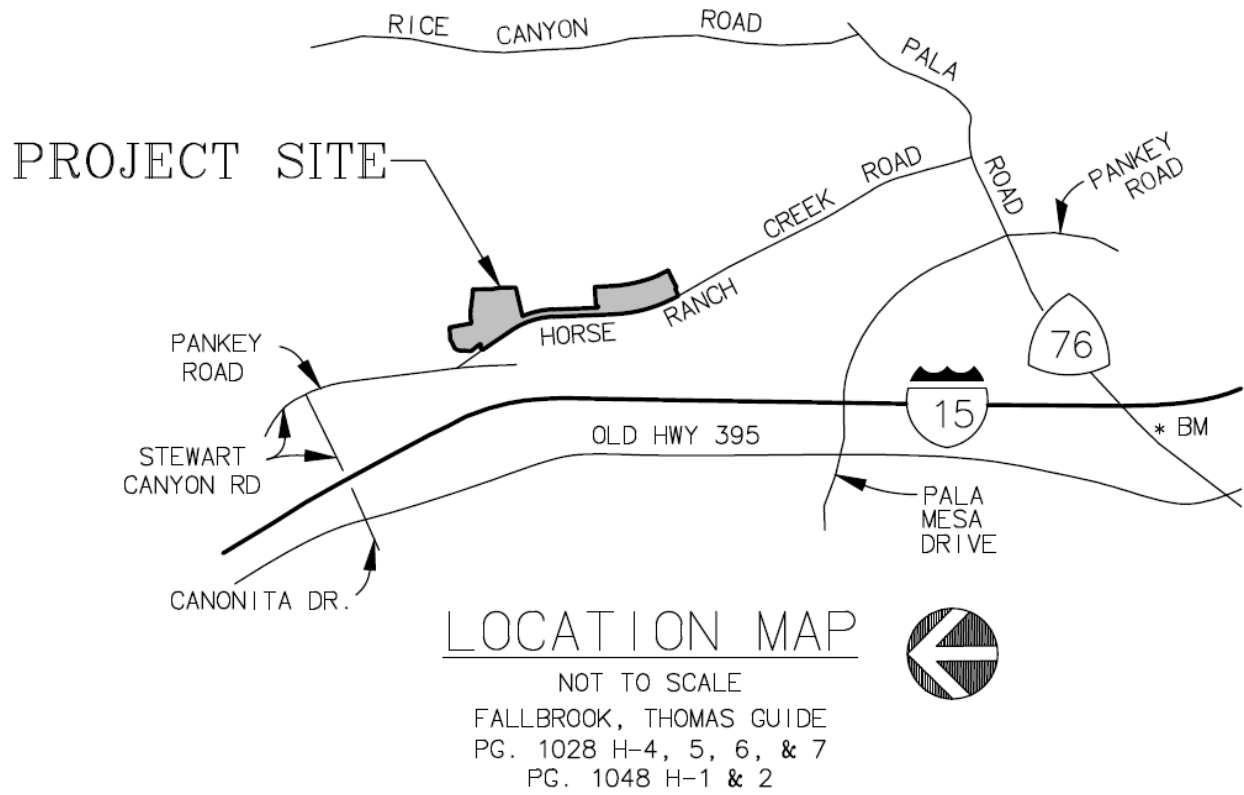 RICE CANYON ROAD
PALA ROAD
PROJECT SITE
PANKEY
ROAD
HORSE RANCH CREEK ROAD
76
PANKEY
ROAD
15
* BM
OLD HWY 395
STEWART
CANYON RD
PALA
MESA
DRIVE
CANONITA DR.
LOCATION MAP
NOT TO SCALE
FALLBROOK, THOMAS GUIDE
PG. 1028 H-4, 5, 6, & 7
PG. 1048 H-1 & 2